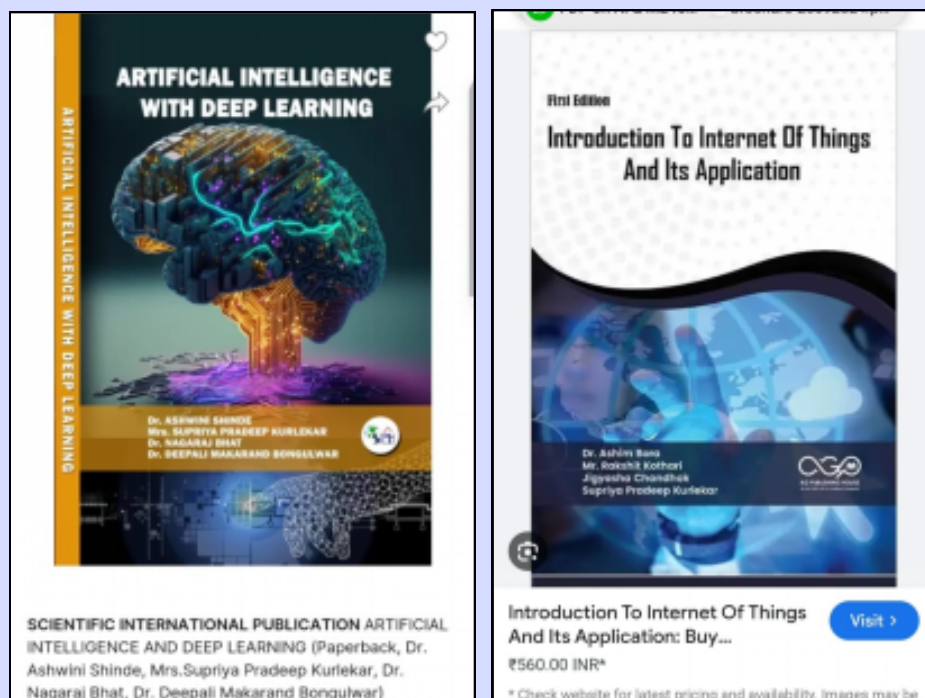 ARTIFICIAL INTELLIGENCE
WITH DEEP LEARNING
ARTIFICIAL INTELLIGENCE WITH DEEP LEARNING
Dr. ASHWINI SHINDE
Mrs. SUPRIYA PRADEEP KURLEKAR
Dr. NAGARAJ BHAT
Dr. DEEPALI MAKARAND BONGULWAR
SCIENTIFIC INTERNATIONAL PUBLICATION ARTIFICIAL
INTELLIGENCE AND DEEP LEARNING (Paperback, Dr.
Ashwini Shinde, Mrs.Supriya Pradeep Kurlekar, Dr.
Nagaraj Bhat, Dr. Deepali Makarand Bongulwar)
First Edition
Introduction To Internet Of Things
And Its Application
Dr. Ashim Bora
Mr. Rakshit Kothari
Jigyasha Chondhok
Supriya Pradeep Kurlekar
Introduction To Internet Of Things
And Its Application: Buy...
Visit >
₹560.00 INR*
* Check website for latest pricing and availability. Images may be